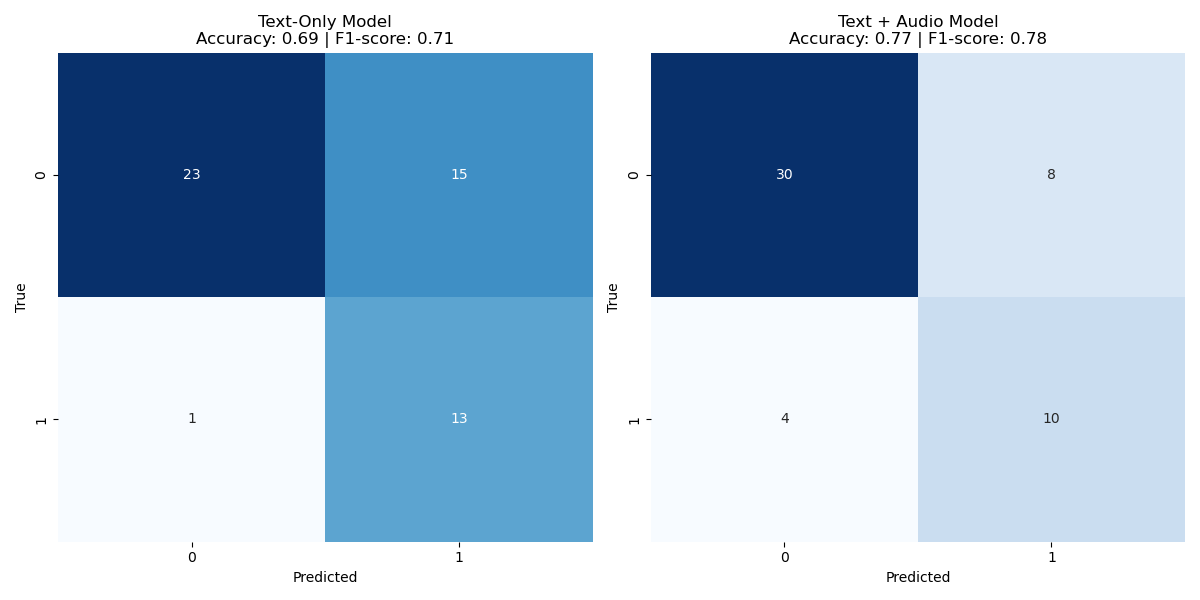 Text-Only Model
Accuracy: 0.69 | F1-score: 0.71
0
23
15
True
1
1
13
0
1
Predicted
Text + Audio Model
Accuracy: 0.77 | F1-score: 0.78
0
30
8
True
1
4
10
0
1
Predicted